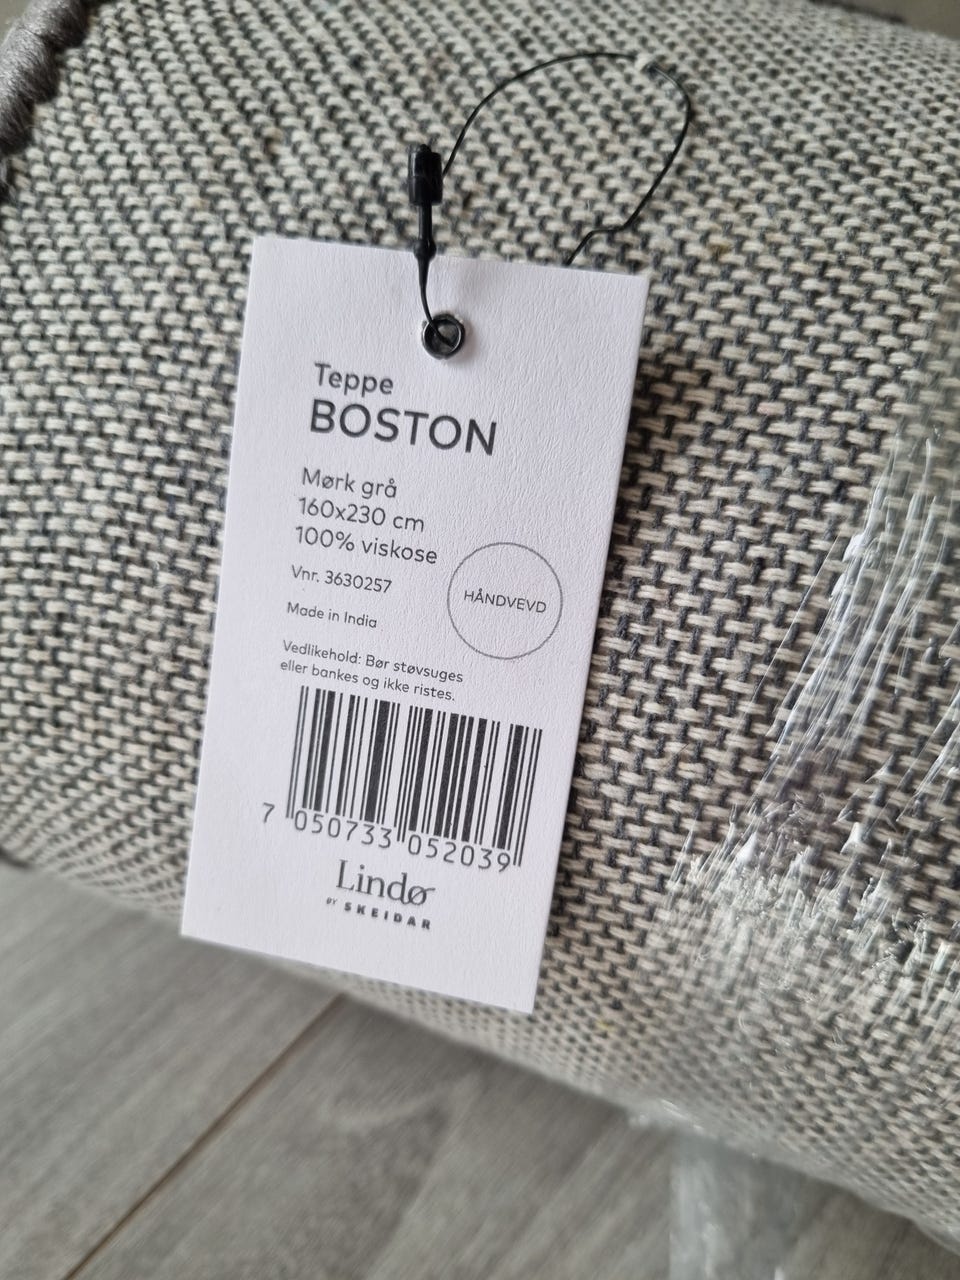 Teppe
BOSTON
Mørk grå
160x230 cm
100% viskose
Vnr. 3630257
HÅNDVEVD
Made in India
Vedlikehold: Bør støvsuges
eller bankes og ikke ristes.
7 050733 052039
Lindø
BY SKEIDAR